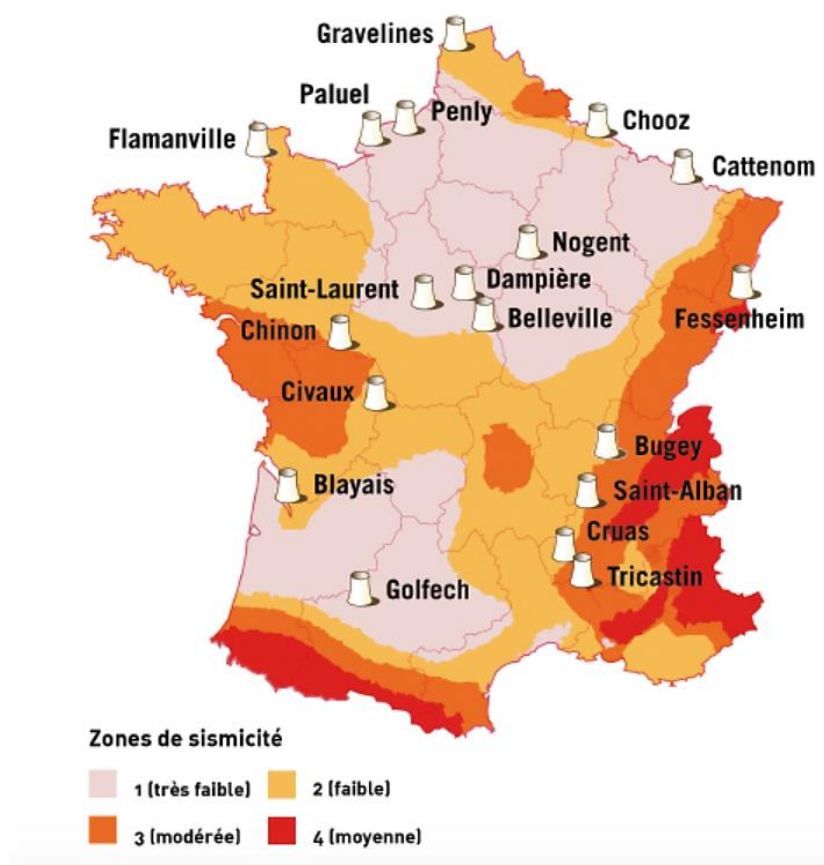 Gravelines
Paluel
Penly
Chooz
Flamanville
Cattenom
Nogent
Dampière
Saint-Laurent
Belleville
Fessenheim
Chinon
Civaux
Bugey
Blayais
Saint-Alban
Cruas
Tricastin
Golfech
Zones de sismicité
1 (très faible) 2 (faible)
3 (modérée) 4 (moyenne)